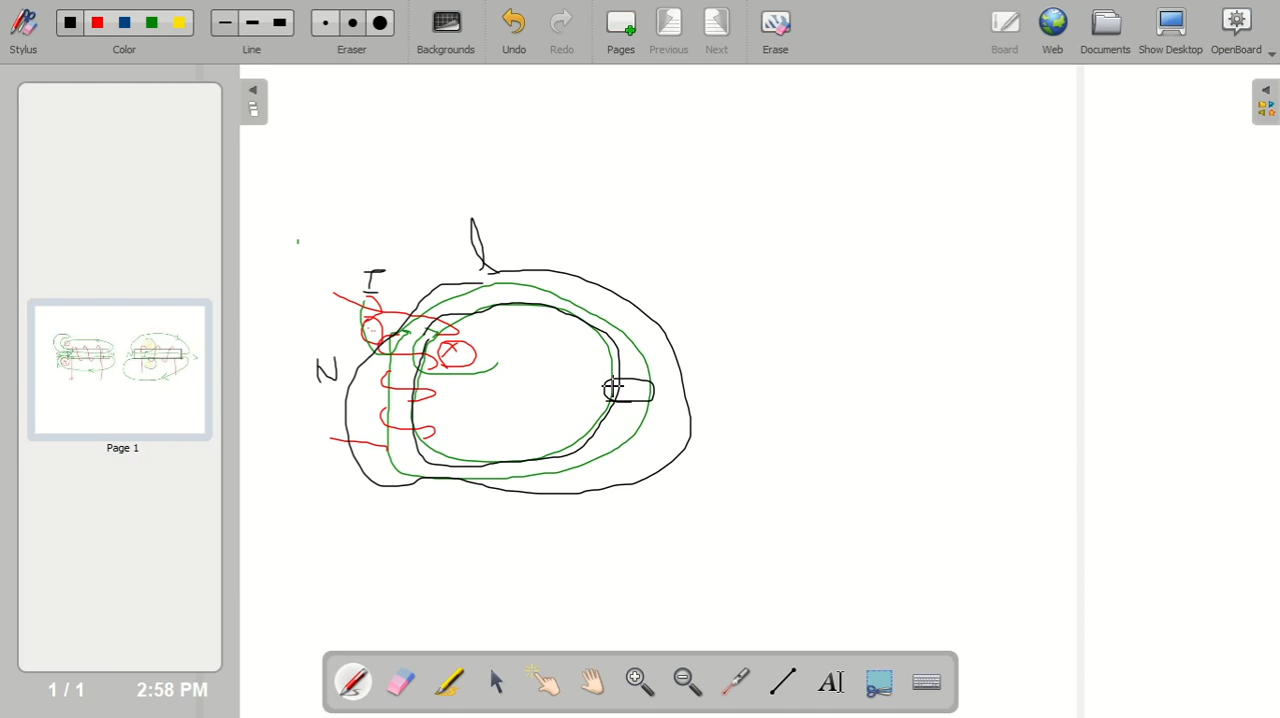 Stylus
Color
Line
Eraser
Backgrounds
Undo
Redo
Pages
Previous
Next
Erase
Board
Web
Documents
Show Desktop
OpenBoard
l
I
N
X
Page 1
1 / 1
2:58 PM
A